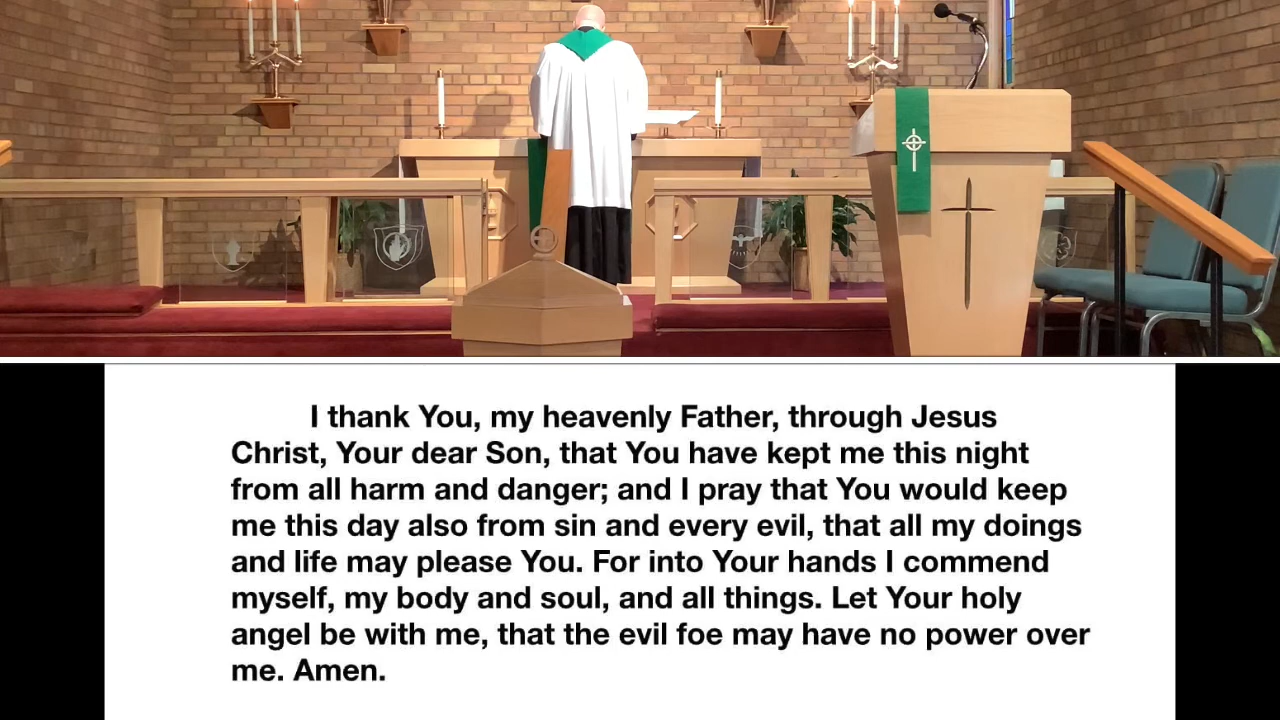 I thank You, my heavenly Father, through Jesus
Christ, Your dear Son, that You have kept me this night
from all harm and danger; and I pray that You would keep
me this day also from sin and every evil, that all my doings
and life may please You. For into Your hands I commend
myself, my body and soul, and all things. Let Your holy
angel be with me, that the evil foe may have no power over
me. Amen.